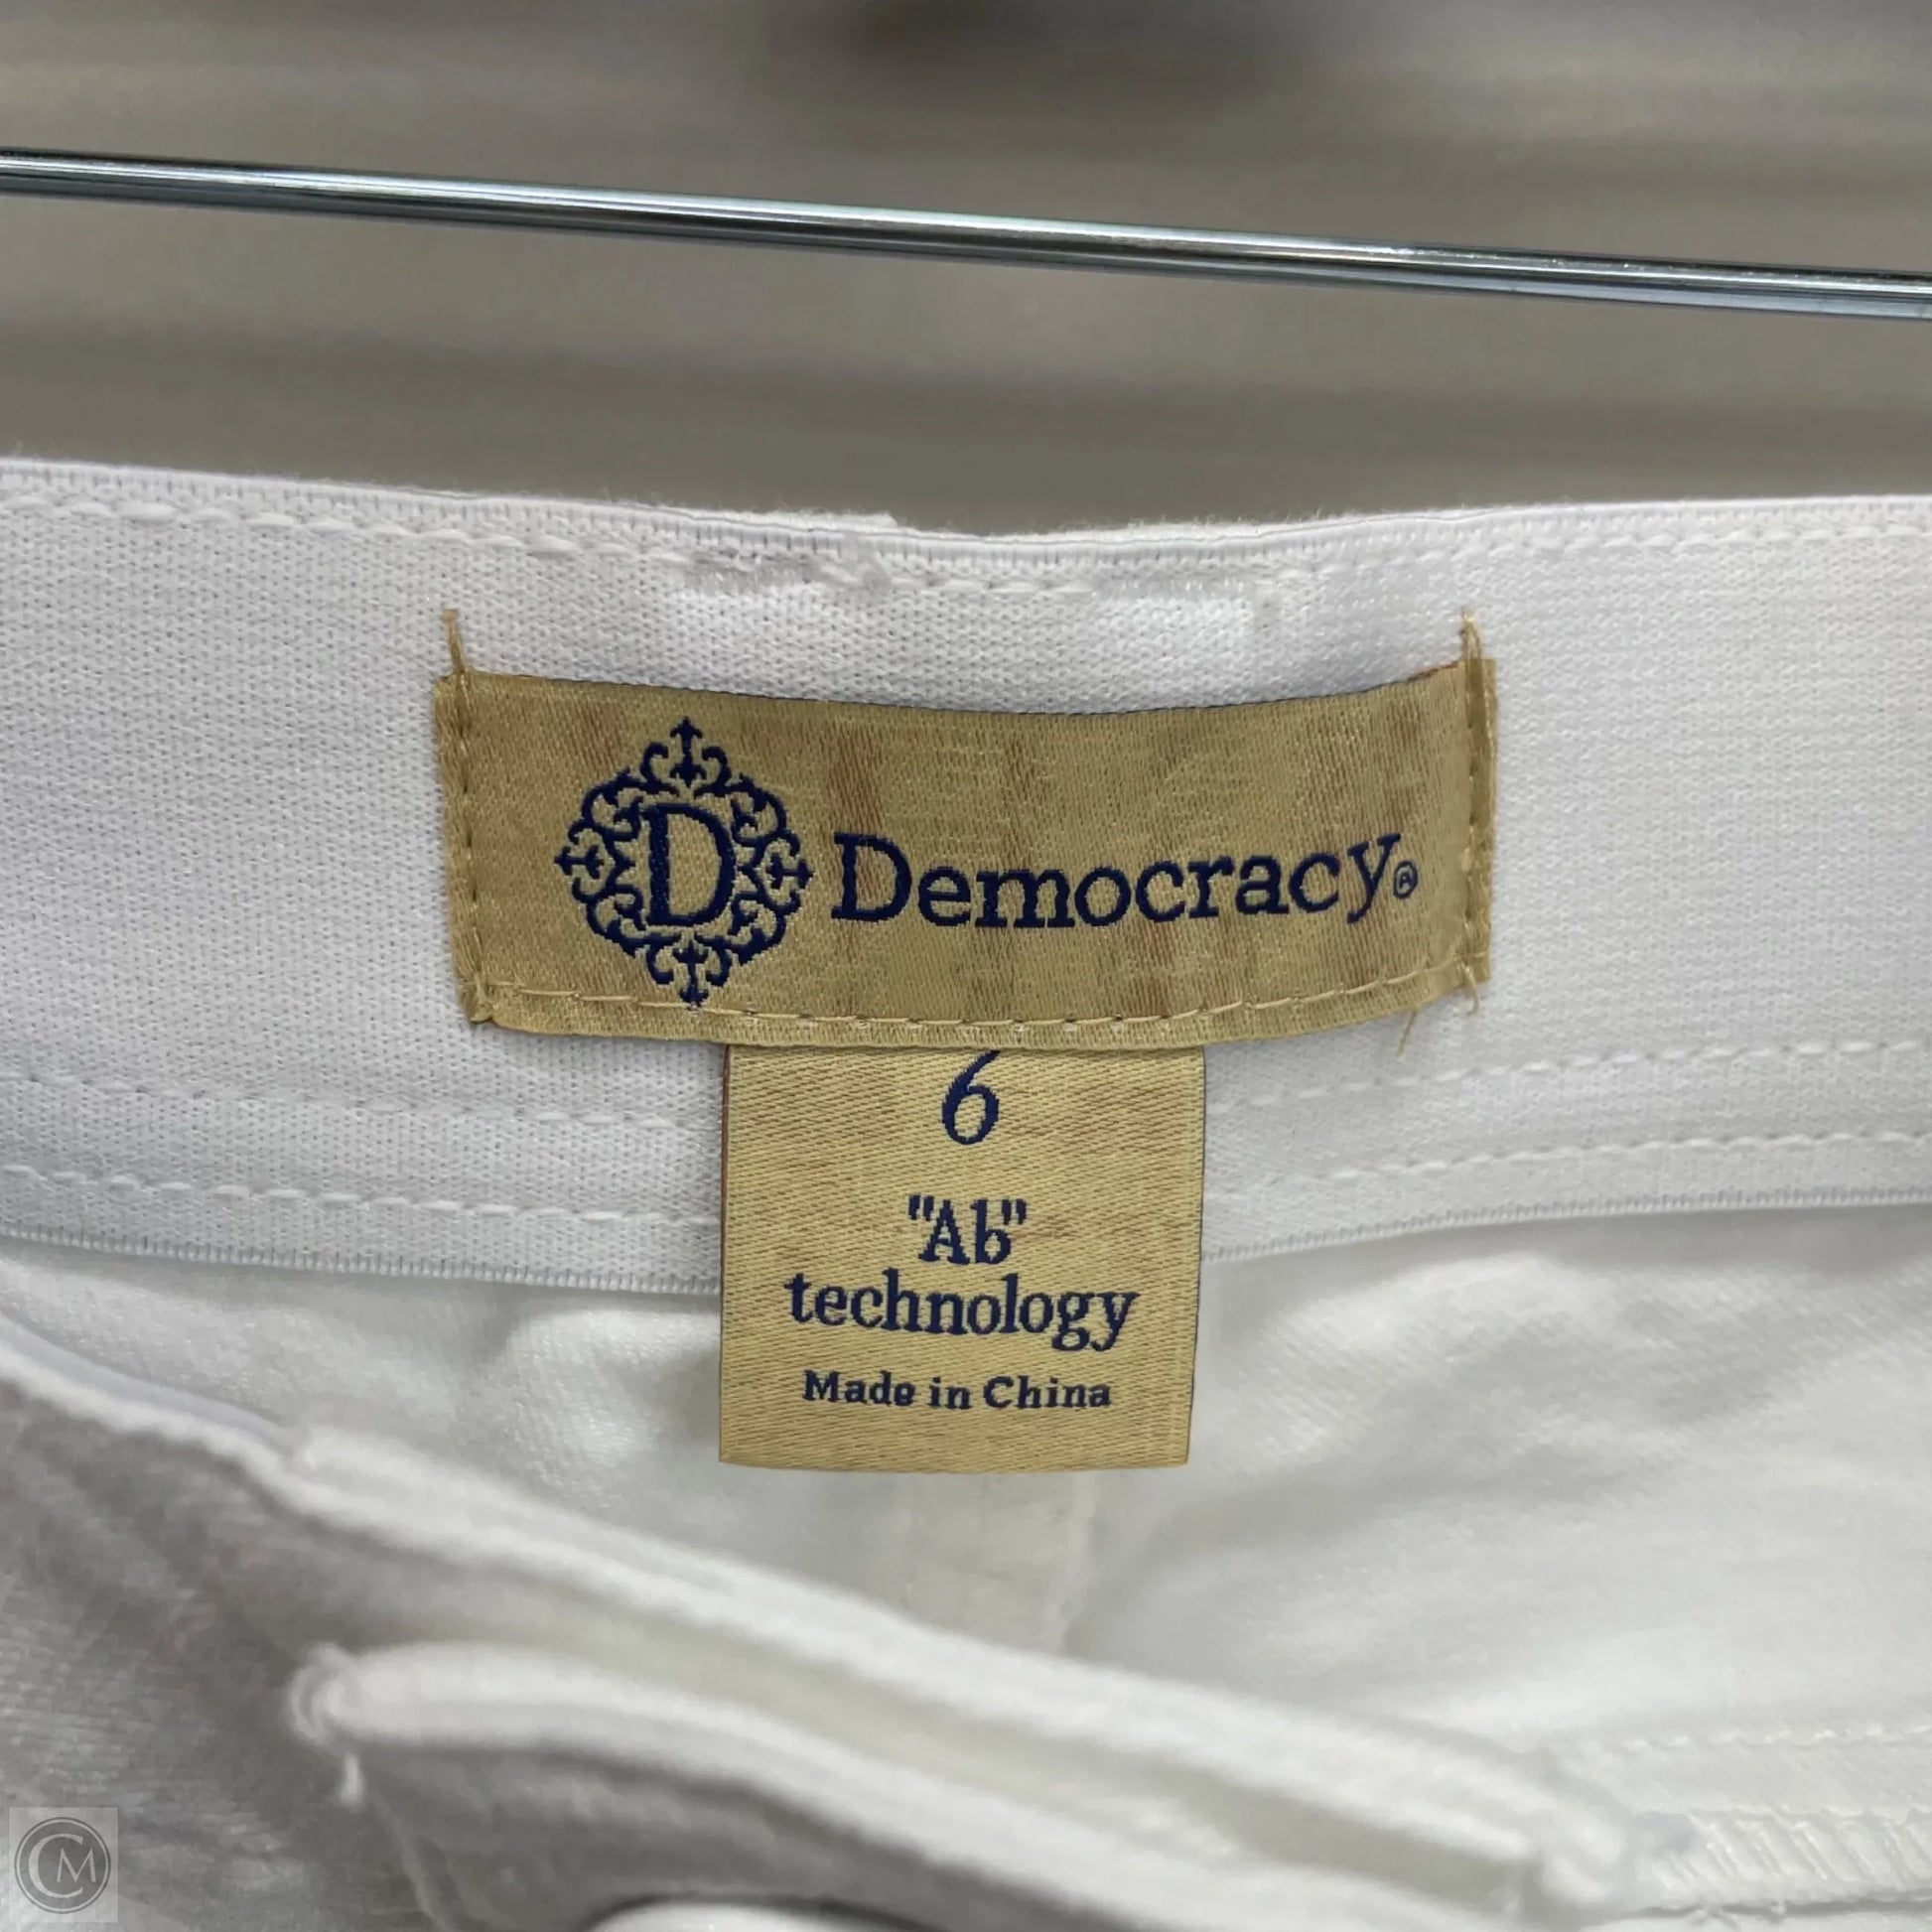 D Democracy®
6
"Ab"
technology
Made in China
CM